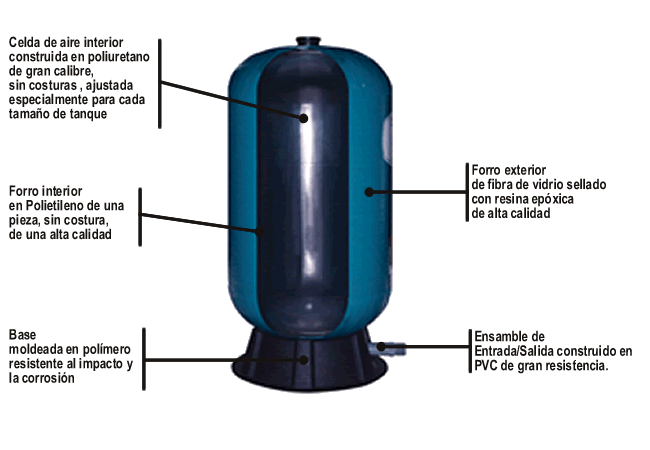 Celda de aire interior
construida en poliuretano
de gran calibre,
sin costuras , ajustada
especialmente para cada
tamaño de tanque
Forro interior
en Polietileno de una
pieza, sin costura,
de una alta calidad
Base
moldeada en polímero
resistente al impacto y
la corrosión
Forro exterior
de fibra de vidrio sellado
con resina epóxica
de alta calidad
Ensamble de
Entrada/Salida construido en
PVC de gran resistencia.